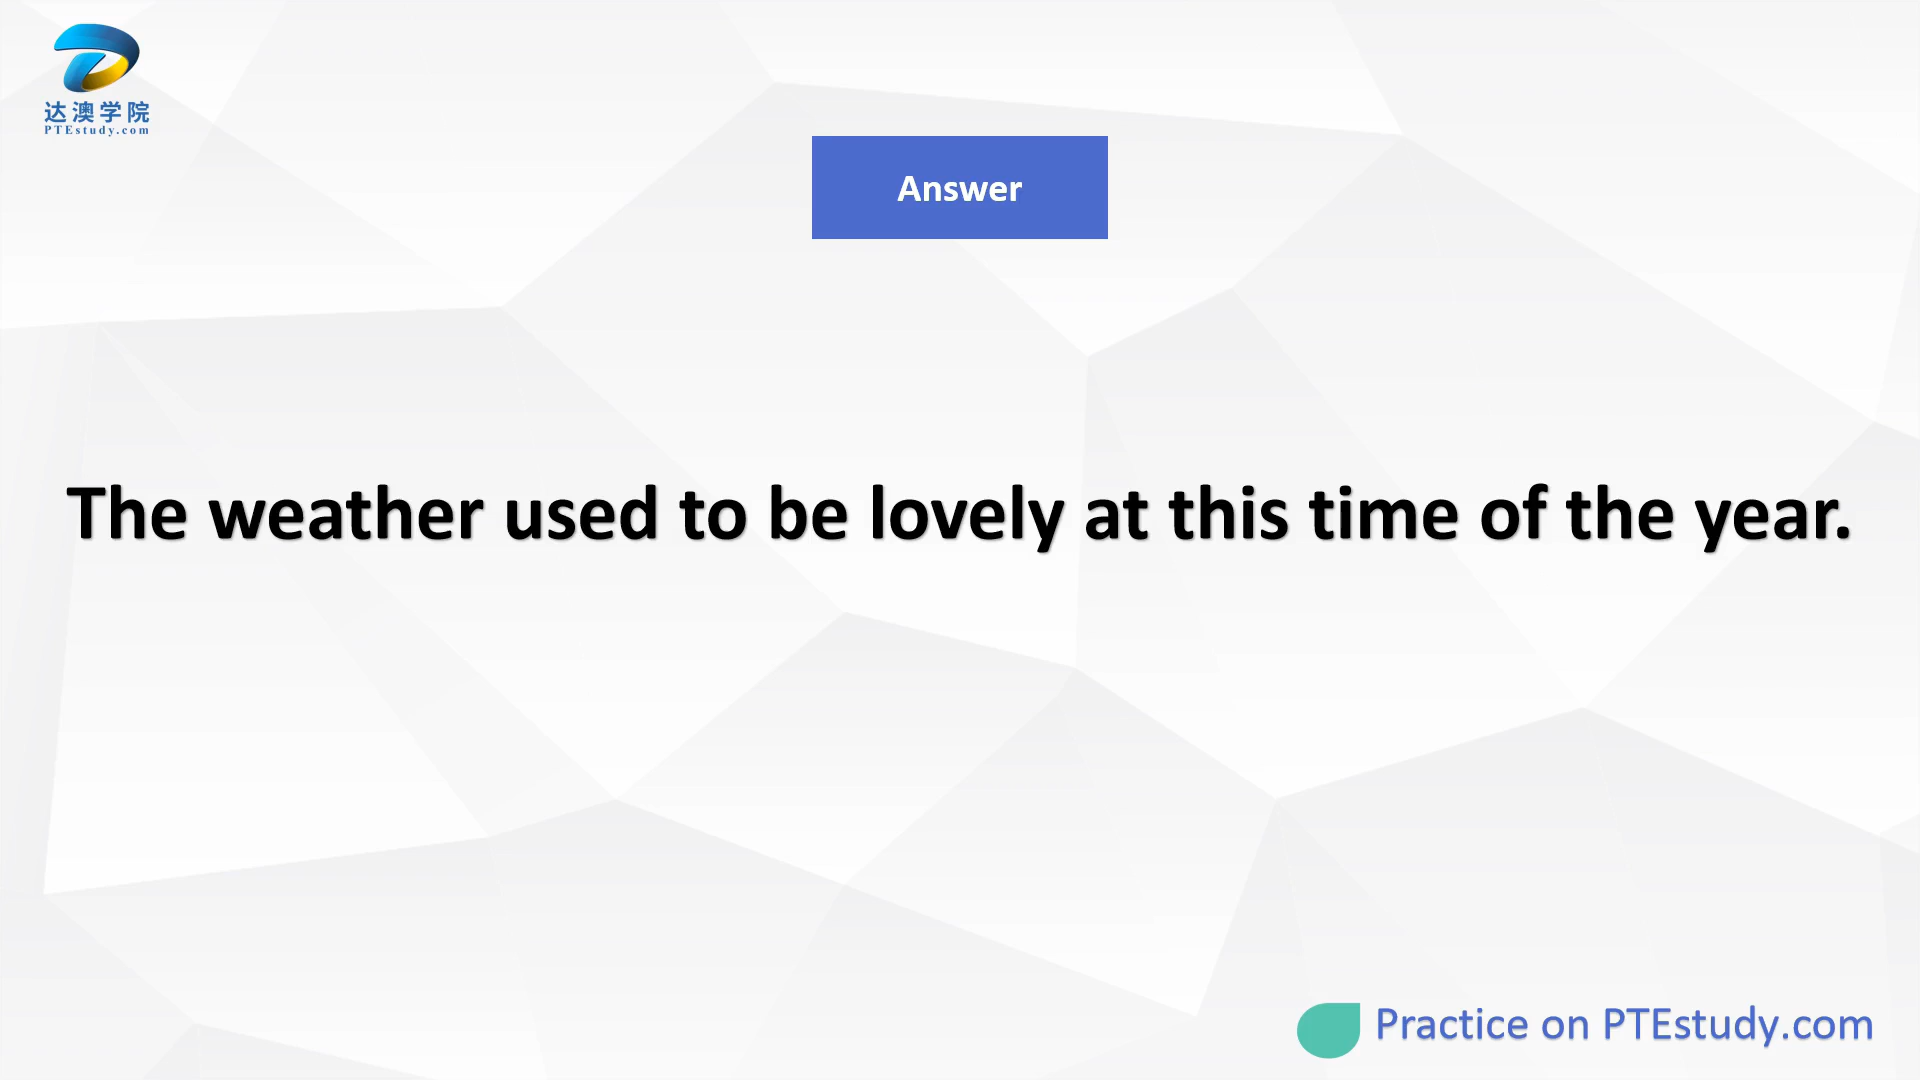 达澳学院
PTEstudy.com
Answer
The weather used to be lovely at this time of the year.
Practice on PTEstudy.com